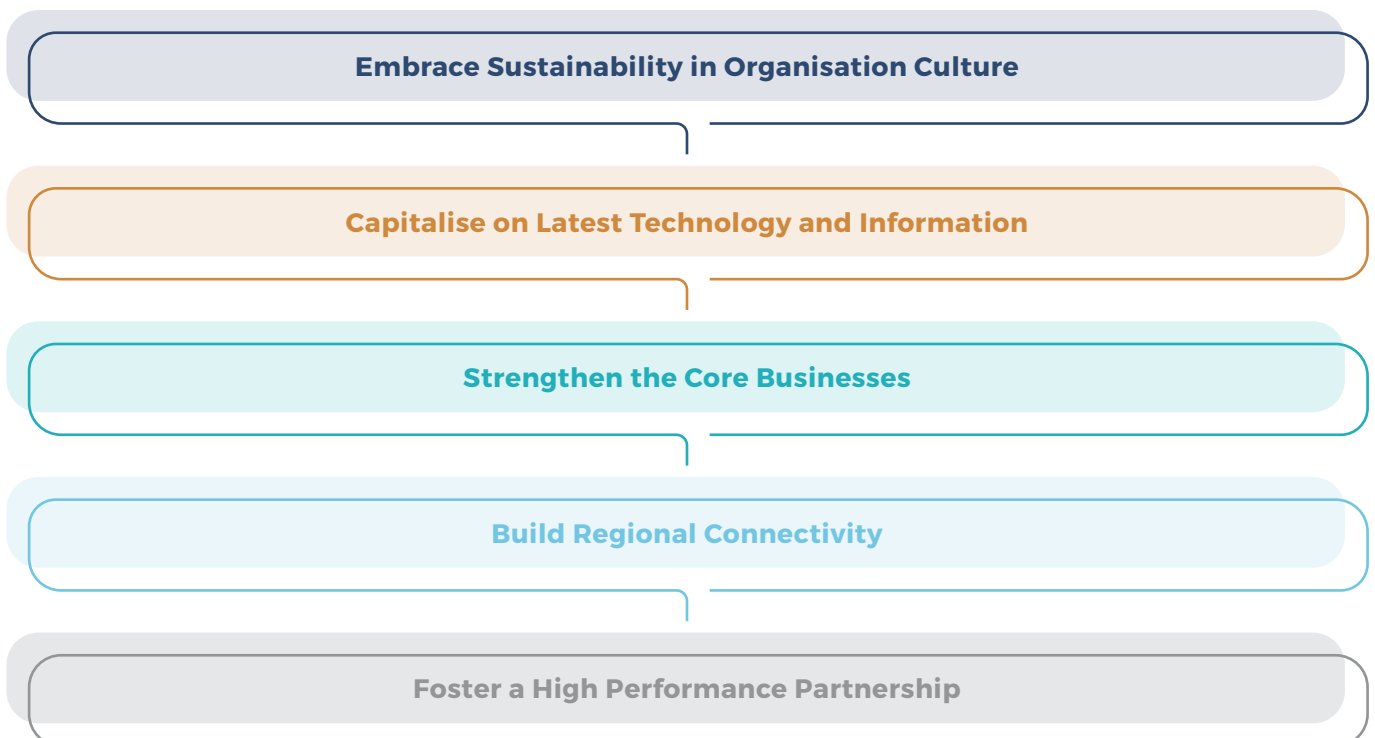 Embrace Sustainability in Organisation Culture
Capitalise on Latest Technology and Information
Strengthen the Core Businesses
Build Regional Connectivity
Foster a High Performance Partnership